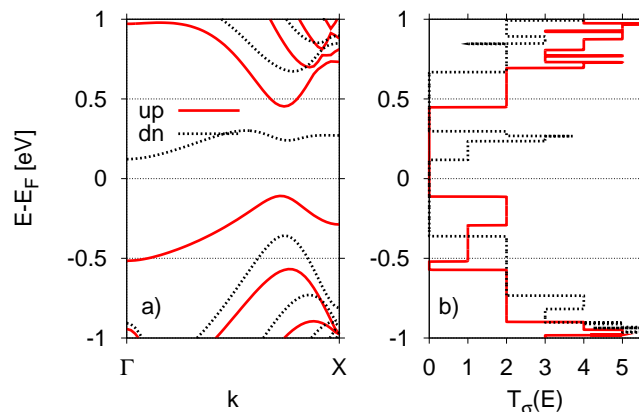 1
0.5
0
-0.5
-1
E-E_F [eV]
up
dn
a)
Γ
X
k
1
0.5
0
-0.5
-1
b)
0 1 2 3 4 5
T_σ(E)